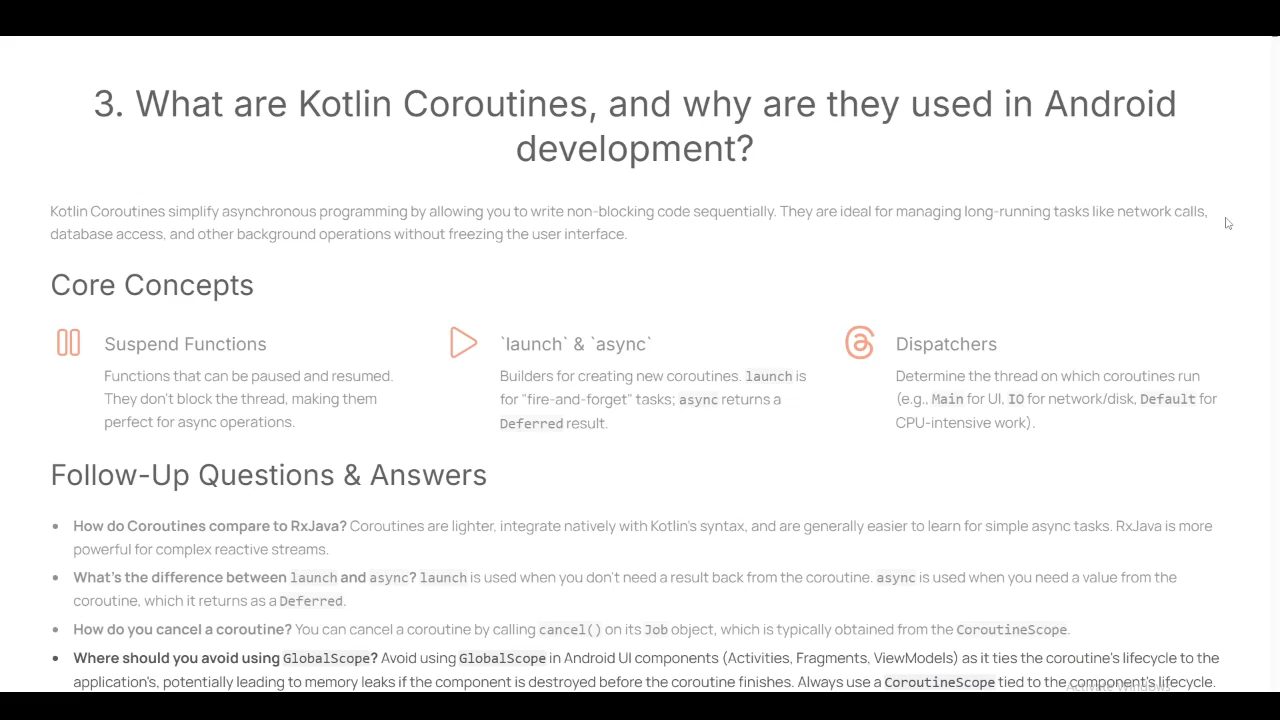 3. What are Kotlin Coroutines, and why are they used in Android
development?
Kotlin Coroutines simplify asynchronous programming by allowing you to write non-blocking code sequentially. They are ideal for managing long-running tasks like network calls,
database access, and other background operations without freezing the user interface.
Core Concepts
Suspend Functions
Functions that can be paused and resumed.
They don't block the thread, making them
perfect for async operations.
`launch` & `async`
Builders for creating new coroutines. launch is
for "fire-and-forget" tasks; async returns a
Deferred result.
Dispatchers
Determine the thread on which coroutines run
(e.g., Main for UI, IO for network/disk, Default for
CPU-intensive work).
Follow-Up Questions & Answers
• How do Coroutines compare to RxJava? Coroutines are lighter, integrate natively with Kotlin's syntax, and are generally easier to learn for simple async tasks. RxJava is more
powerful for complex reactive streams.
• What's the difference between launch and async? launch is used when you don't need a result back from the coroutine. async is used when you need a value from the
coroutine, which it returns as a Deferred.
• How do you cancel a coroutine? You can cancel a coroutine by calling cancel() on its Job object, which is typically obtained from the CoroutineScope.
• Where should you avoid using GlobalScope? Avoid using GlobalScope in Android UI components (Activities, Fragments, ViewModels) as it ties the coroutine's lifecycle to the
application's, potentially leading to memory leaks if the component is destroyed before the coroutine finishes. Always use a CoroutineScope tied to the component's lifecycle.
Activate Windows